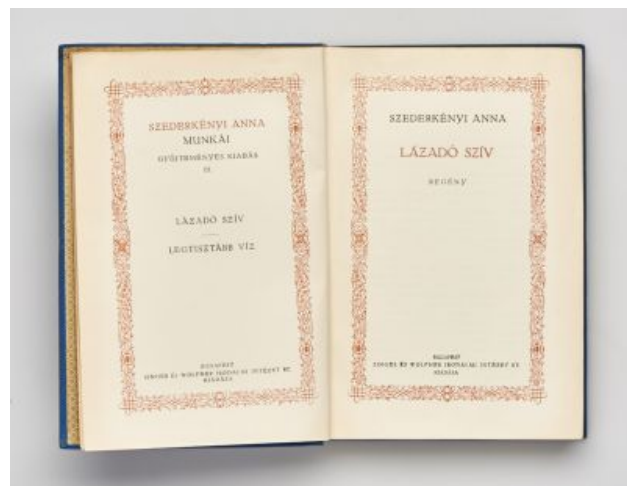 SZEDERKÉNYI ANNA
MUNKÁI
GYŰJTEMÉNYES KIADÁS
LÁZADÓ SZÍV
LEGTISZTÁBB VÍZ
BUDAPEST
SINGER ÉS WOLFNER IRODALMI INTÉZET RT.
KIADÁSA
SZEDERKÉNYI ANNA
LÁZADÓ SZÍV
REGÉNY
BUDAPEST
SINGER ÉS WOLFNER IRODALMI INTÉZET RT.
KIADÁSA